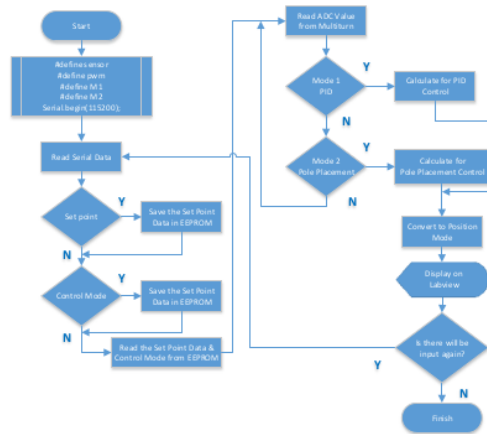 Start
#define sensor
#define pwm
#define M1
#define M2
Serial.begin(115200);
Read Serial Data
Set point
Y
Save the Set Point
Data in EEPROM
N
Control Mode
Y
Save the Set Point
Data in EEPROM
N
Read the Set Point Data &
Control Mode from EEPROM
Read ADC Value
from Multiturn
Mode 1
PID
Y
Calculate for PID
Control
N
Mode 2
Pole Placement
Y
Calculate for
Pole Placement Control
N
Convert to Position
Mode
Display on
Labview
Is there will be
input again?
Y
N
Finish